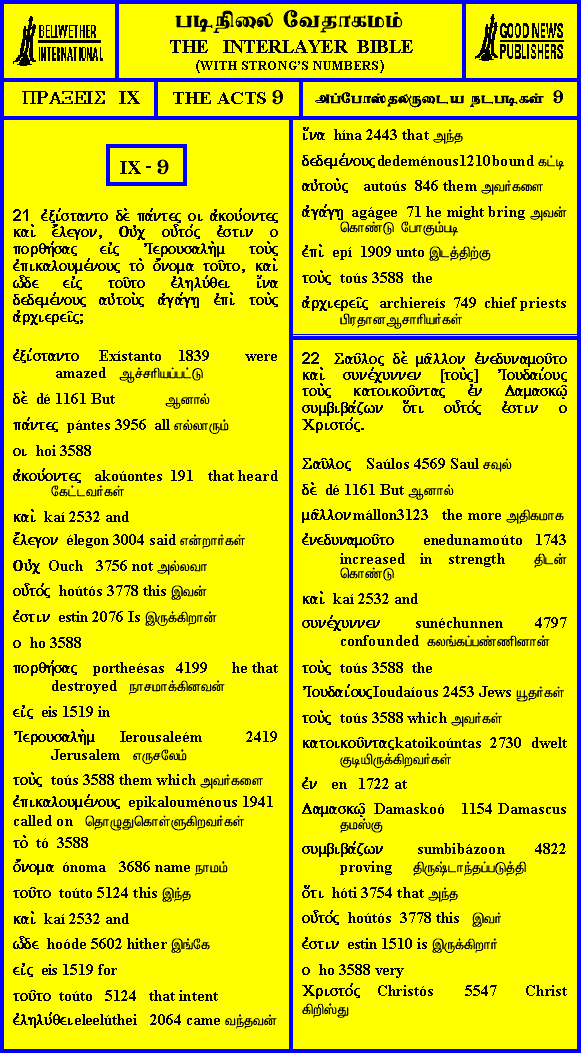 BELLWETHER
INTERNATIONAL
படிநிலை வேதாகமம்
THE INTERLAYER BIBLE
(WITH STRONG'S NUMBERS)
GOOD NEWS
PUBLISHERS
ΠΡΑΞΕΙΣ IX
THE ACTS 9
அப்போஸ்தலருடைய நடபடிகள் 9
IX - 9
21 ἐξίσταντο δὲ πάντες οι ἀκούοντες
καὶ ἔλεγον, Οὐχ οὗτός ἐστιν ο
πορθήσας εἰς Ἰερουσαλὴμ τοὺς
ἐπικαλουμένους τὸ ὄνομα τοῦτο, καὶ
ὧδε εἰς τοῦτο ἐληλύθει ἵνα
δεδεμένους αὐτοὺς ἀγάγῃ ἐπὶ τοὺς
ἀρχιερεῖς;
ἐξίσταντο Existanto 1839 were
amazed ஆச்சரியப்பட்டு
δὲ dé 1161 But ஆனால்
πάντες pántes 3956 all எல்லாரும்
οι hoi 3588
ἀκούοντες akoúontes 191 that heard
கேட்டவர்கள்
καὶ kaí 2532 and
ἔλεγον élegon 3004 said என்றார்கள்
Οὐχ Ouch 3756 not அல்லவா
οὗτός hoútós 3778 this இவன்
ἐστιν estin 2076 Is இருக்கிறான்
ο ho 3588
πορθήσας portheésas 4199 he that
destroyed நாசமாக்கினவன்
εἰς eis 1519 in
Ἰερουσαλὴμ Ierousaleém 2419
Jerusalem எருசலேம்
τοὺς toús 3588 them which அவர்களை
ἐπικαλουμένους epikalouménous 1941
called on தொழுதுகொள்ளுகிறவர்கள்
τὸ tó 3588
ὄνομα ónoma 3686 name நாமம்
τοῦτο toúto 5124 this இந்த
καὶ kaí 2532 and
ὧδε hoóde 5602 hither இங்கே
εἰς eis 1519 for
τοῦτο toúto 5124 that intent
ἐληλύθει eleelúthei 2064 came வந்தவன்
ἵνα hína 2443 that அந்த
δεδεμένους dedeménous1210 bound கட்டி
αὐτοὺς autoús 846 them அவர்களை
ἀγάγῃ agágee 71 he might bring அவன்
கொண்டு போகும்படி
ἐπὶ epí 1909 unto இடத்திற்கு
τοὺς toús 3588 the
ἀρχιερεῖς archiereis 749 chief priests
பிரதானஆசாரியர்கள்
22 Σαῦλος δὲ μᾶλλον ἐνεδυναμοῦτο
καὶ συνέχυννεν [τοὺς] Ἰουδαίους
τοὺς κατοικοῦντας ἐν Δαμασκῷ
συμβιβάζων ὅτι οὗτός ἐστιν ο
Χριστός.
Σαῦλος Saúlos 4569 Saul சவுல்
δὲ dé 1161 But ஆனால்
μᾶλλον mállon3123 the more அதிகமாக
ἐνεδυναμοῦτο enedunamoúto 1743
increased in strength திடன்
கொண்டு
καὶ kaí 2532 and
συνέχυννεν sunéchunnen 4797
confounded கலங்கப்பண்ணினான்
τοὺς toús 3588 the
Ἰουδαίους Ioudaíous 2453 Jews யூதர்கள்
τοὺς toús 3588 which அவர்கள்
κατοικοῦντας katoikoúntas 2730 dwelt
குடியிருக்கிறவர்கள்
ἐν en 1722 at
Δαμασκῷ Damaskoó 1154 Damascus
தமஸ்கு
συμβιβάζων sumbibázoon 4822
proving திருஷ்டாந்தப்படுத்தி
ὅτι hóti 3754 that அந்த
οὗτός hoútós 3778 this இவர்
ἐστιν estin 1510 is இருக்கிறார்
ο ho 3588 very
Χριστός Christós 5547 Christ
கிறிஸ்து